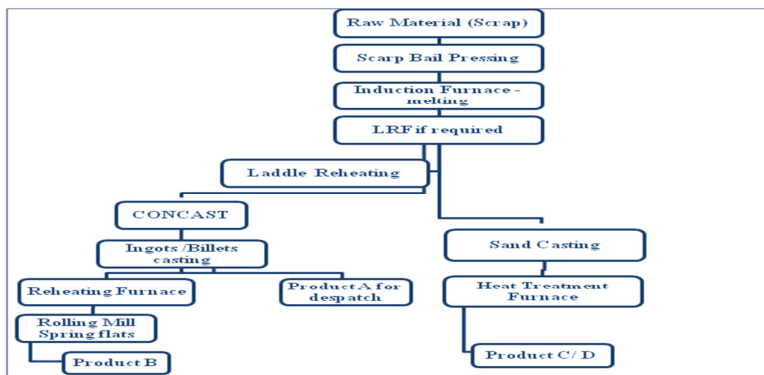 Raw Material (Scrap)
Scarp Bail Pressing
Induction Furnace -
melting
LRF if required
Laddle Reheating
CONCAST
Ingots /Billets
casting
Sand Casting
Reheating Furnace
Product A for
despatch
Heat Treatment
Furnace
Rolling Mill
Spring flats
Product B
Product C/ D